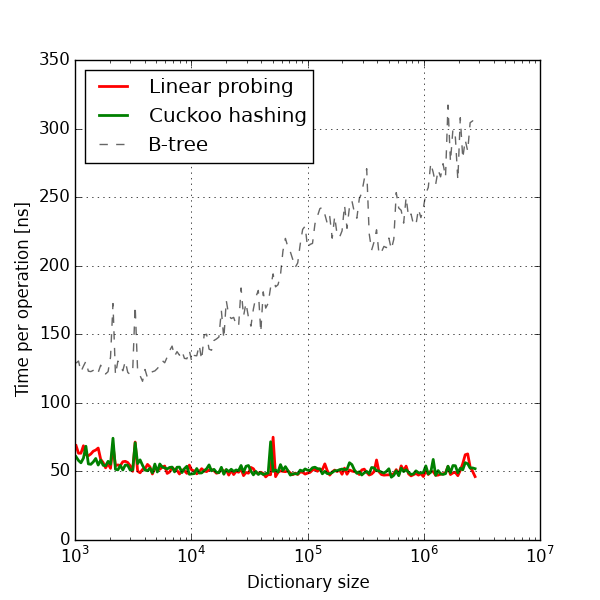 350
300
250
200
150
100
50
0
Time per operation [ns]
Linear probing
Cuckoo hashing
B-tree
10³ 10⁴ 10⁵ 10⁶ 10⁷
Dictionary size